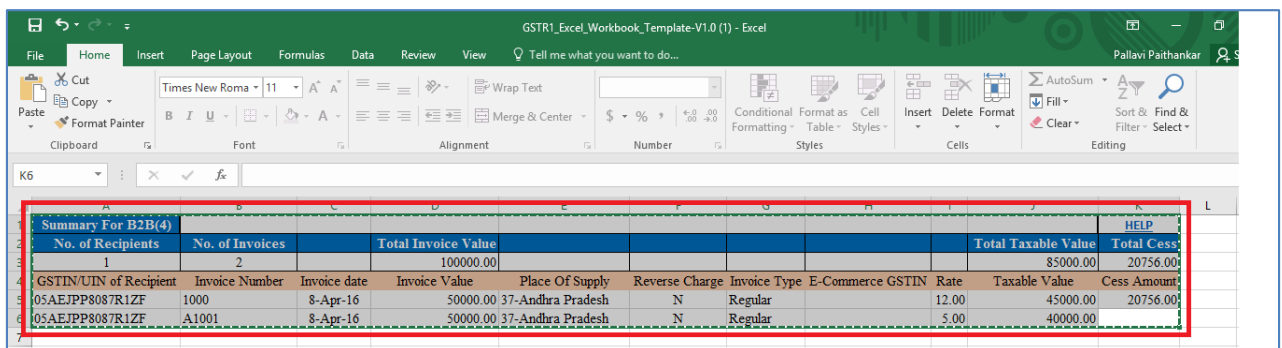 GSTR1_Excel_Workbook_Template-V1.0 (1) - Excel
File Home Insert Page Layout Formulas Data Review View Tell me what you want to do... Pallavi Paithankar
Cut
Copy
Format Painter
Paste
Times New Roma 11
Wrap Text
Merge & Center
Conditional Formatting
Format as Table
Cell Styles
Insert Delete Format
AutoSum
Fill
Clear
Sort & Filter
Find & Select
Clipboard Font Alignment Number Styles Cells Editing
K6 fx
A B C D E F G H I J K L
1 Summary For B2B(4) HELP
2 No. of Recipients No. of Invoices Total Invoice Value Total Taxable Value Total Cess
3 1 2 100000.00 85000.00 20756.00
4 GSTIN/UIN of Recipient Invoice Number Invoice date Invoice Value Place Of Supply Reverse Charge Invoice Type E-Commerce GSTIN Rate Taxable Value Cess Amount
5 05AEJPP8087R1ZF 1000 8-Apr-16 50000.00 37-Andhra Pradesh N Regular 12.00 45000.00 20756.00
6 05AEJPP8087R1ZF A1001 8-Apr-16 50000.00 37-Andhra Pradesh N Regular 5.00 40000.00
7